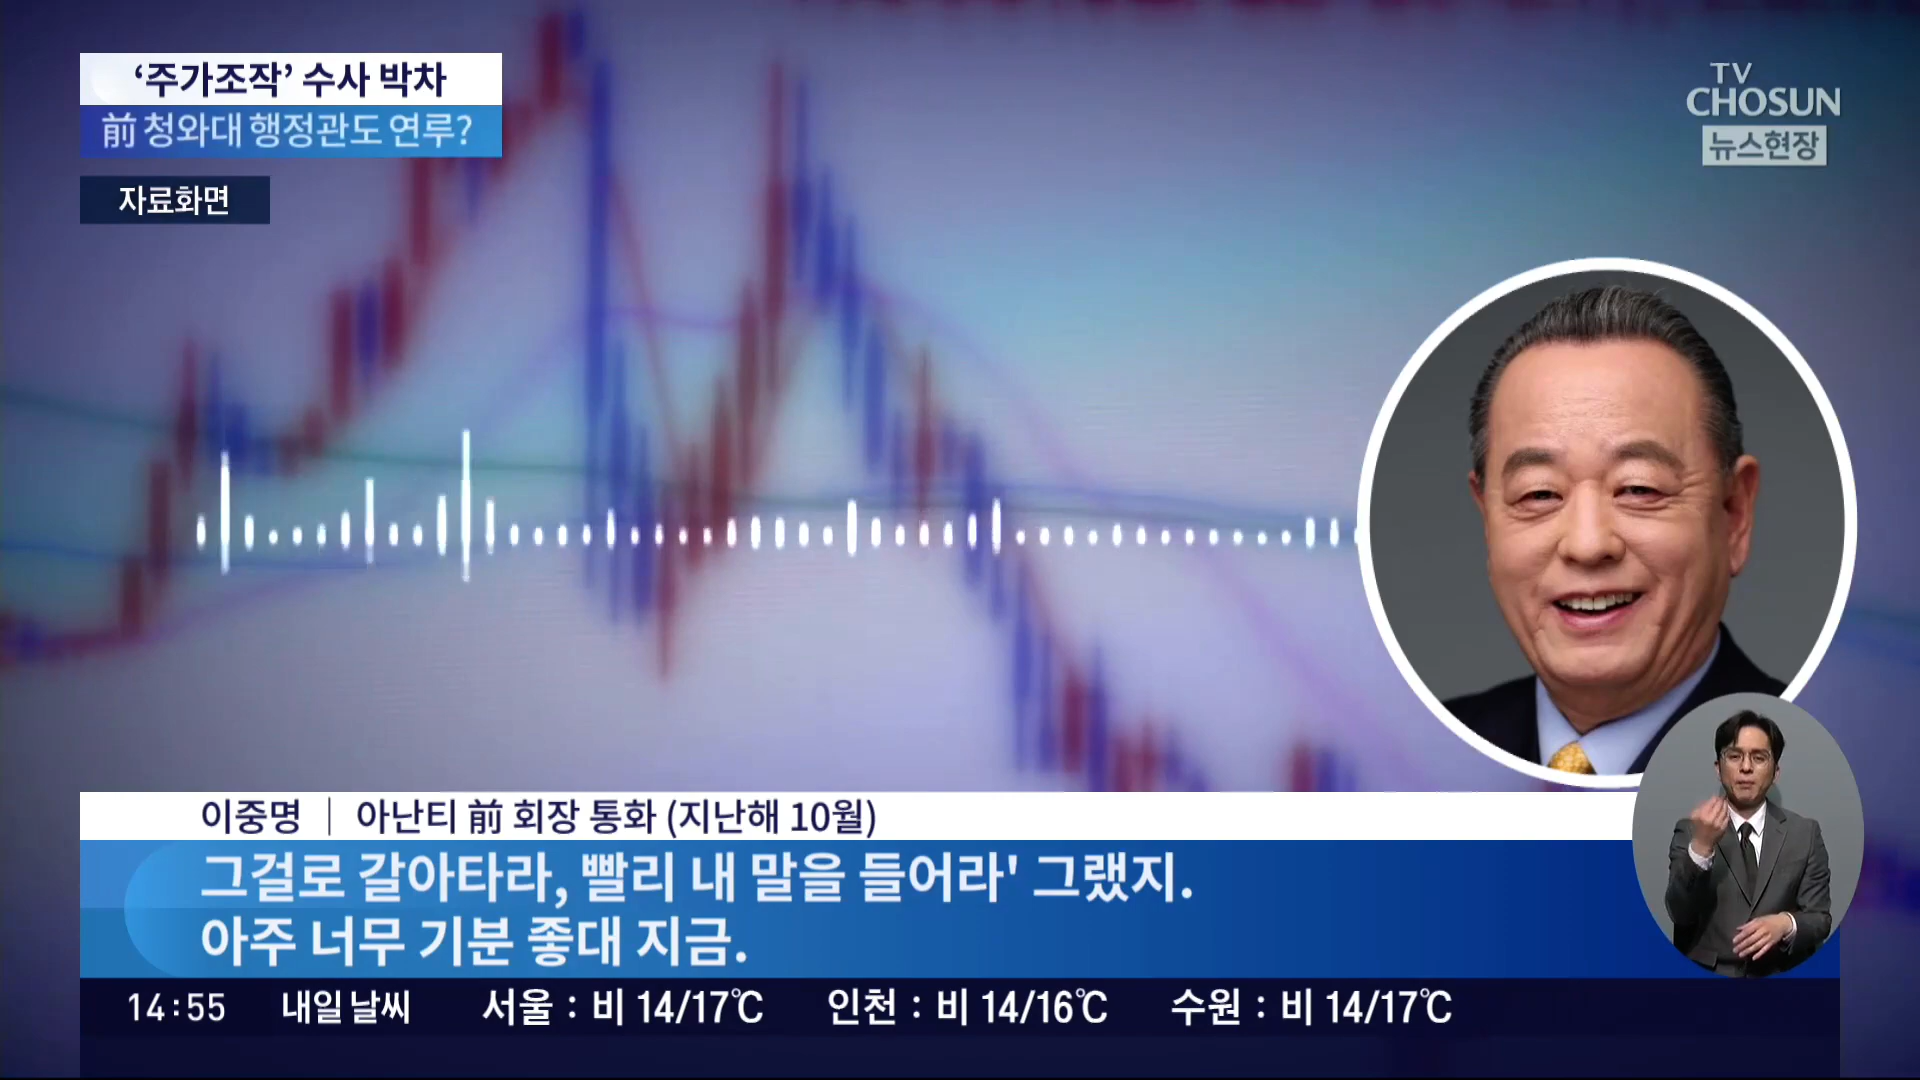 ‘주가조작’ 수사 박차
前 청와대 행정관도 연루?
자료화면
TV
CHOSUN
뉴스현장
이중명 | 아난티 前 회장 통화 (지난해 10월)
그걸로 갈아타라, 빨리 내 말을 들어라' 그랬지.
아주 너무 기분 좋대 지금.
14:55 내일 날씨 서울 : 비 14/17℃ 인천 : 비 14/16℃ 수원 : 비 14/17℃